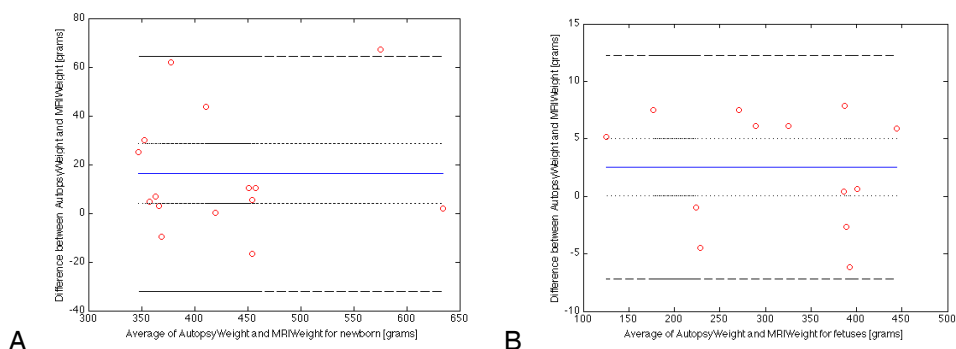 80
60
40
20
0
-20
-40
300 350 400 450 500 550 600 650
Difference between AutopsyWeight and MRIWeight [grams]
Average of AutopsyWeight and MRIWeight for newborn [grams]
A
15
10
5
0
-5
-10
100 150 200 250 300 350 400 450 500
Difference between AutopsyWeight and MRIWeight [grams]
Average of AutopsyWeight and MRIWeight for fetuses [grams]
B